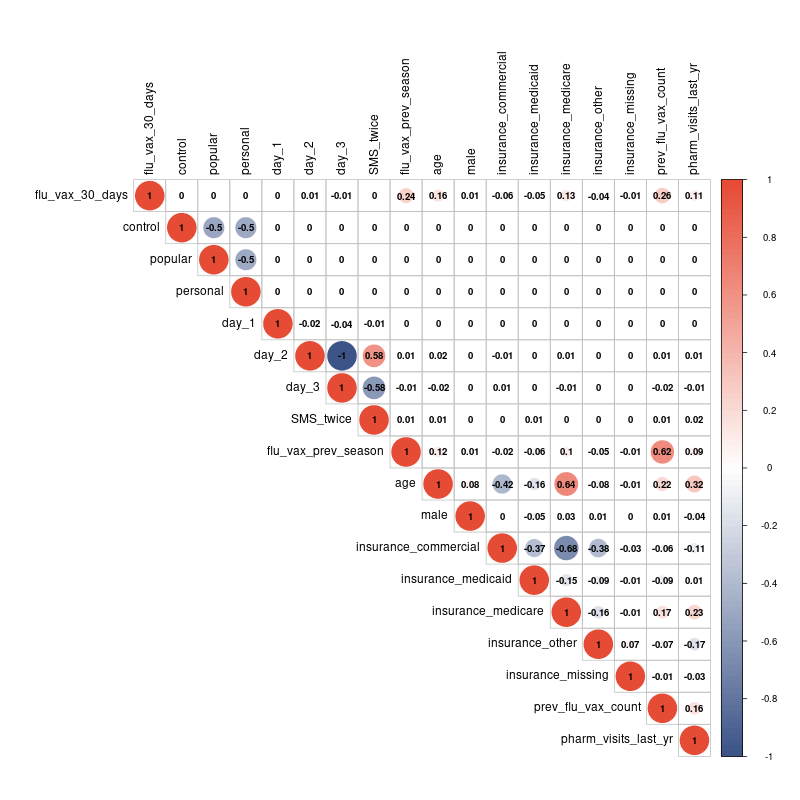 flu_vax_30_days control popular personal day_1 day_2 day_3 SMS_twice flu_vax_prev_season age male insurance_commercial insurance_medicaid insurance_medicare insurance_other insurance_missing prev_flu_vax_count pharm_visits_last_yr
flu_vax_30_days 1 0 0 0 0 0.01 -0.01 0 0.24 0.16 0.01 -0.06 -0.05 0.13 -0.04 -0.01 0.26 0.11
control 1 -0.5 -0.5 0 0 0 0 0 0 0 0 0 0 0 0 0 0
popular 1 -0.5 0 0 0 0 0 0 0 0 0 0 0 0 0 0
personal 1 0 0 0 0 0 0 0 0 0 0 0 0 0 0
day_1 1 -0.02 -0.04 -0.01 0 0 0 0 0 0 0 0 0 0
day_2 1 -1 0.58 0.01 0.02 0 -0.01 0 0.01 0 0 0.01 0.01
day_3 1 -0.58 -0.01 -0.02 0 0.01 0 -0.01 0 0 -0.02 -0.01
SMS_twice 1 0.01 0.01 0 0 0.01 0 0 0 0.01 0.02
flu_vax_prev_season 1 0.12 0.01 -0.02 -0.06 0.1 -0.05 -0.01 0.62 0.09
age 1 0.08 -0.42 -0.16 0.64 -0.08 -0.01 0.22 0.32
male 1 0 -0.05 0.03 0.01 0 0.01 -0.04
insurance_commercial 1 -0.37 -0.68 -0.38 -0.03 -0.06 -0.11
insurance_medicaid 1 -0.15 -0.09 -0.01 -0.09 0.01
insurance_medicare 1 -0.16 -0.01 0.17 0.23
insurance_other 1 0.07 -0.07 -0.17
insurance_missing 1 -0.01 -0.03
prev_flu_vax_count 1 0.16
pharm_visits_last_yr 1
1
0.8
0.6
0.4
0.2
0
-0.2
-0.4
-0.6
-0.8
-1